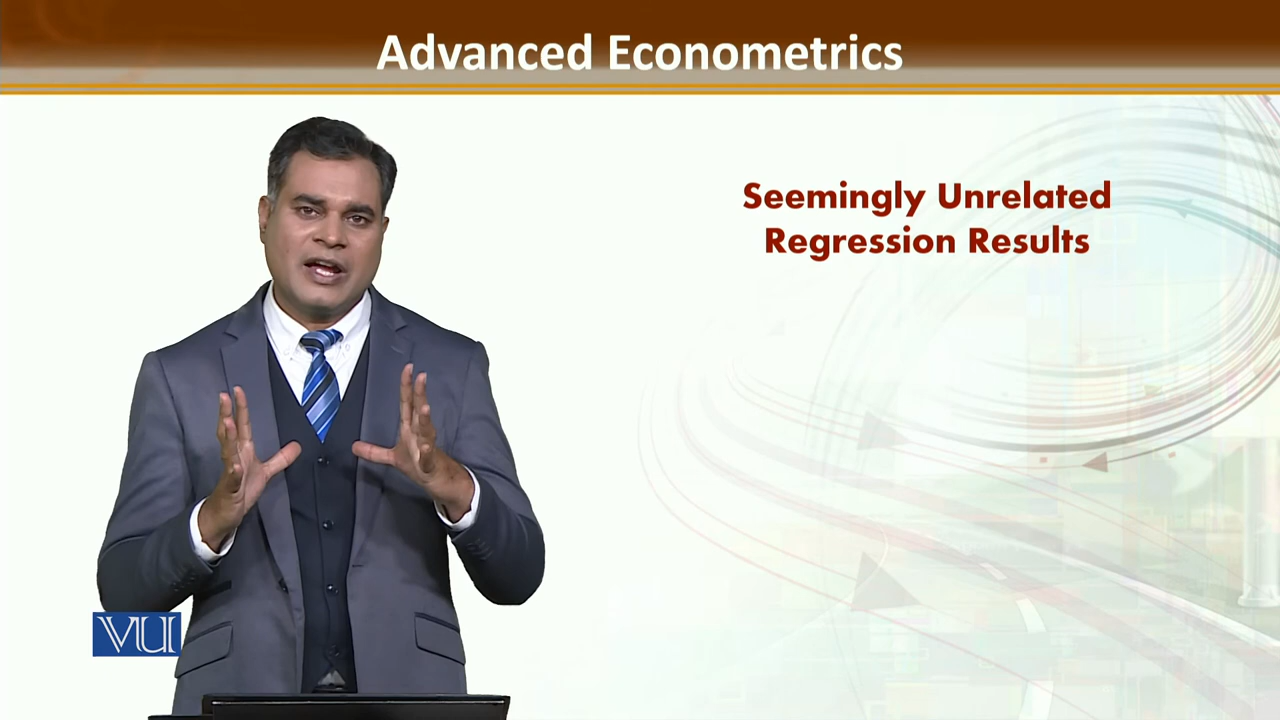 Advanced Econometrics
Seemingly Unrelated
Regression Results
VU